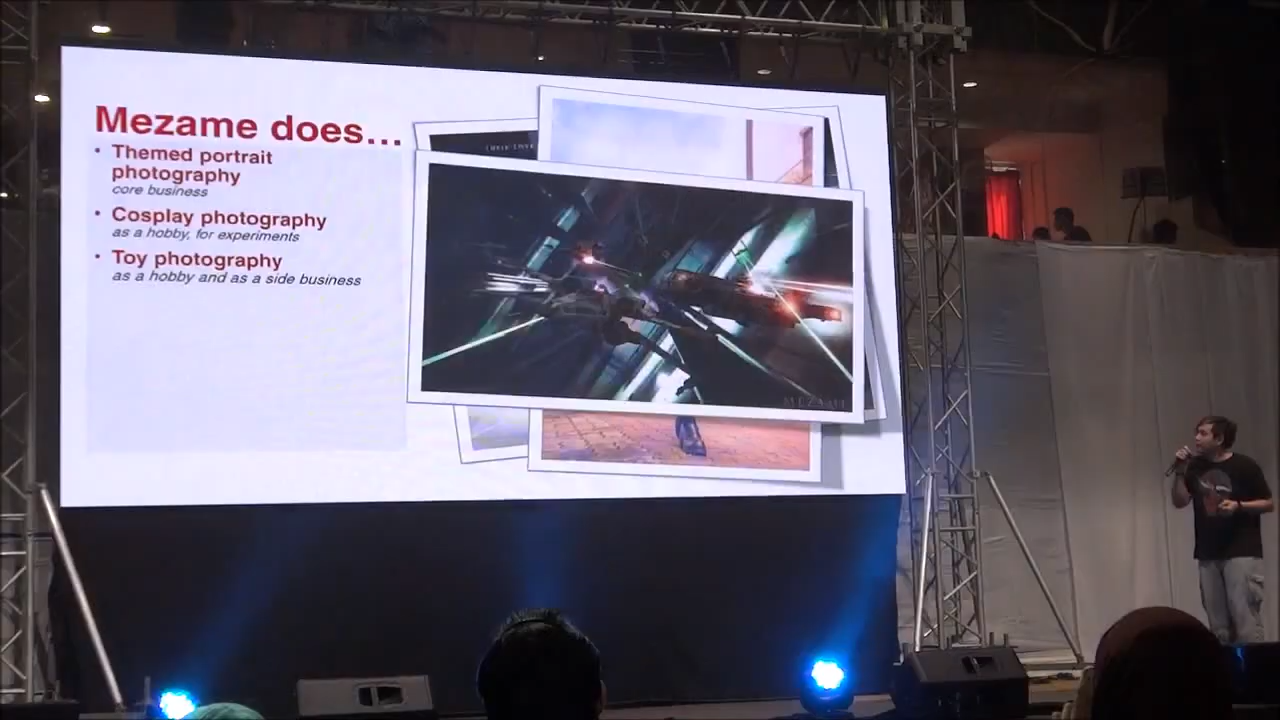 Mezame does...
• Themed portrait
photography
core business
• Cosplay photography
as a hobby, for experiments
• Toy photography
as a hobby and as a side business
MEZAME